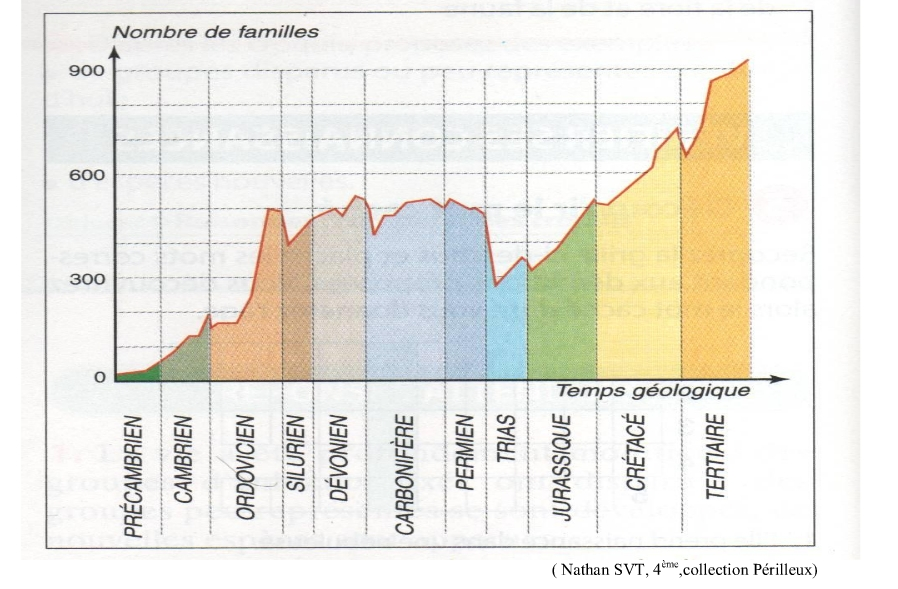 Nombre de familles
900
600
300
0
Temps géologique
PRÉCAMBRIEN
CAMBRIEN
ORDOVICIEN
SILURIEN
DEVONIEN
CARBONIFÈRE
PERMIEN
TRIAS
JURASSIQUE
CRÉTACÉ
TERTIAIRE
( Nathan SVT, 4ème,collection Périlleux)